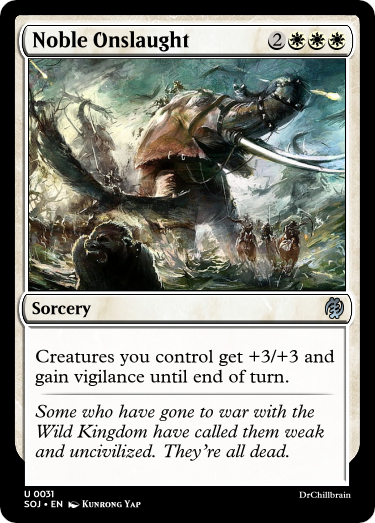 Noble Onslaught 2
Sorcery
Creatures you control get +3/+3 and
gain vigilance until end of turn.
Some who have gone to war with the
Wild Kingdom have called them weak
and uncivilized. They're all dead.
U 0031
SOJ • EN Kunrong Yap
DrChillbrain